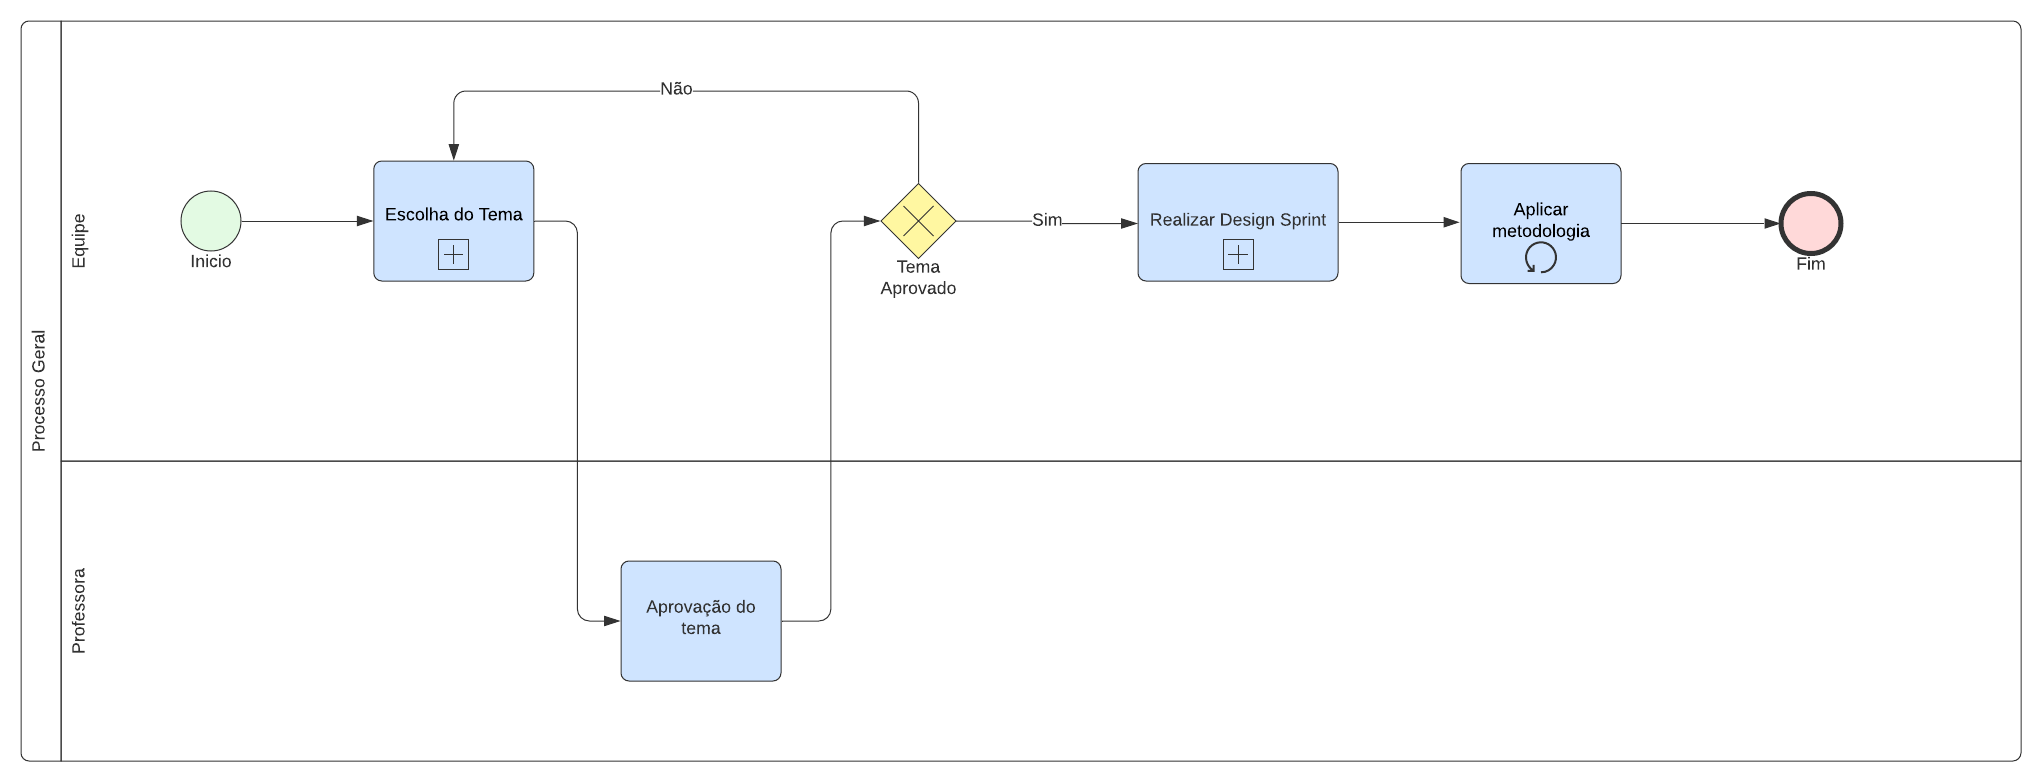 Processo Geral
Equipe
Inicio
Não
Escolha do Tema
Tema
Aprovado
Sim
Realizar Design Sprint
Aplicar
metodologia
Fim
Professora
Aprovação do
tema